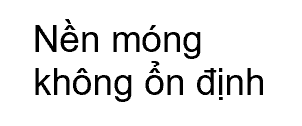 Nền móng
không ổn định